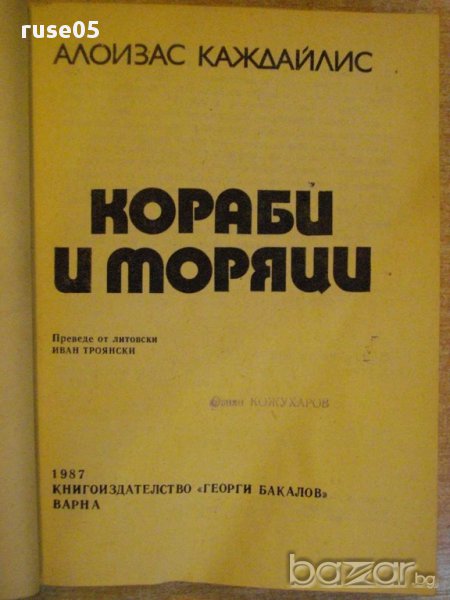 ruse05
АЛОИЗАС КАЖДАЙЛИС
КОРАБИ
И МОРЯЦИ
Преведе от литовски
ИВАН ТРОЯНСКИ
КОЖУХАРОВ
1987
КНИГОИЗДАТЕЛСТВО «ГЕОРГИ БАКАЛОВ»
ВАРНА
bazar.bg